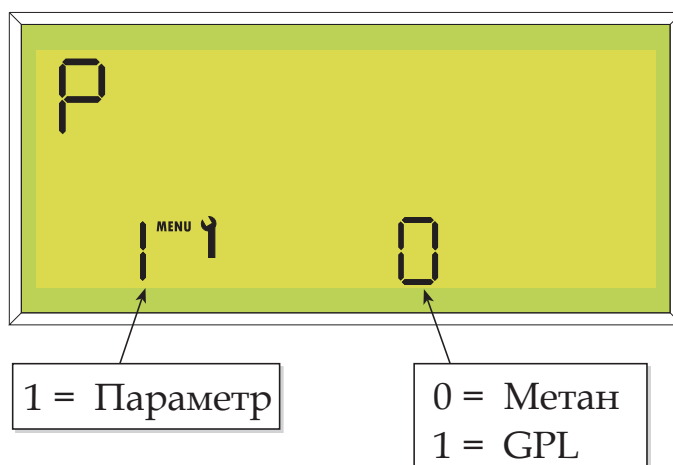 P
1 MENU 0
1 = Параметр
0 = Метан
1 = GPL